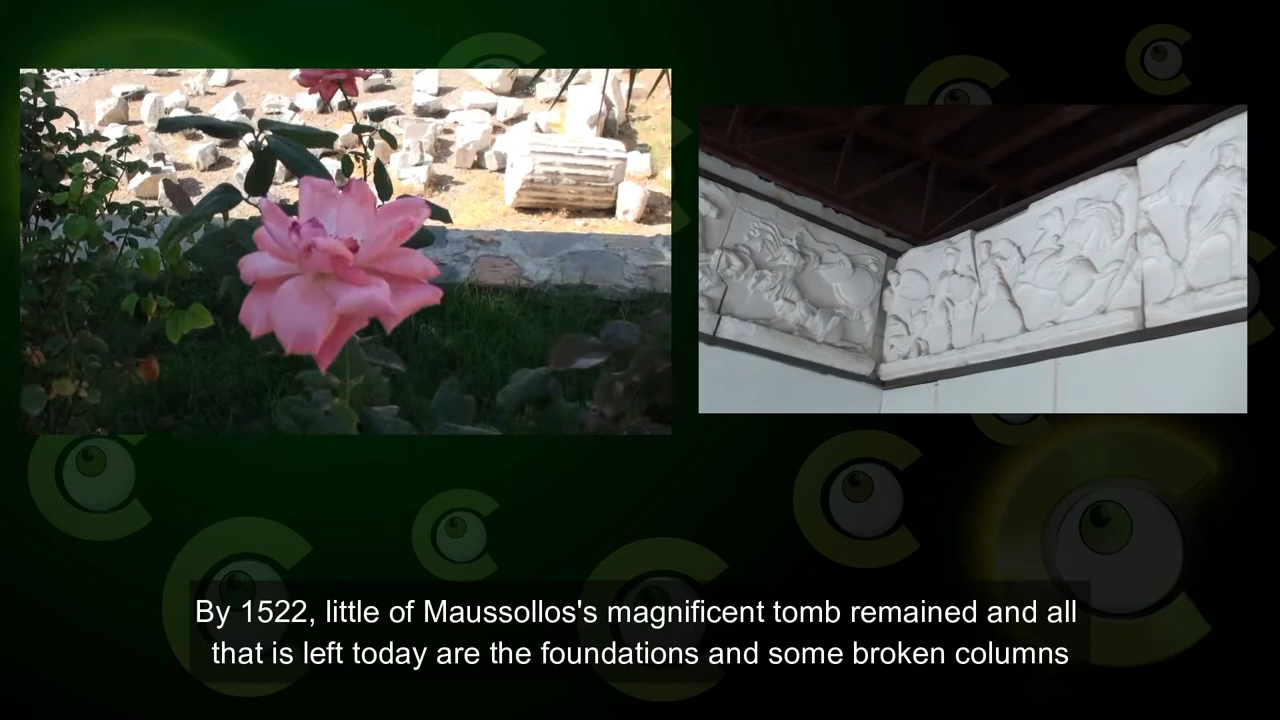 By 1522, little of Maussollos's magnificent tomb remained and all
that is left today are the foundations and some broken columns